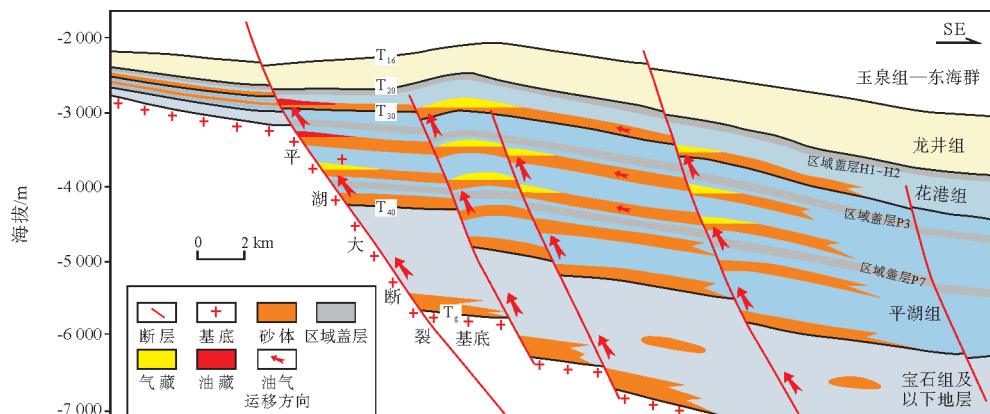 SE
-2 000
-3 000
-4 000
-5 000
-6 000
-7 000
海拔/m
T16
T20
T30
T40
Tg
玉泉组—东海群
龙井组
花港组
平湖组
宝石组及
以下地层
区域盖层H1-H2
区域盖层P3
区域盖层P7
平
湖
大
断
裂
基底
0 2 km
断层 基底 砂体 区域盖层
气藏 油藏 油气
运移方向